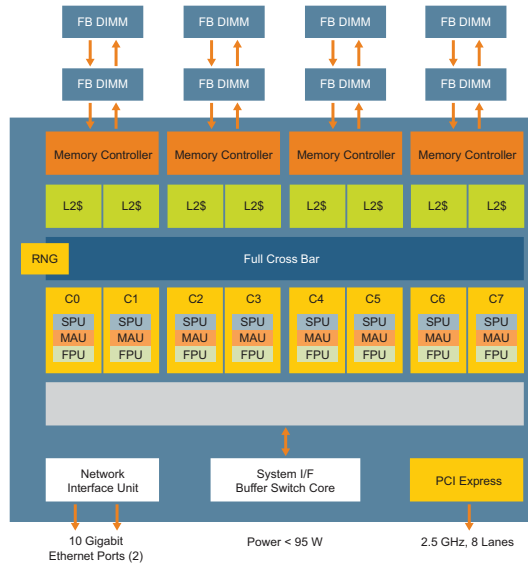 FB DIMM FB DIMM FB DIMM FB DIMM
FB DIMM FB DIMM FB DIMM FB DIMM
Memory Controller Memory Controller Memory Controller Memory Controller
L2$ L2$ L2$ L2$ L2$ L2$ L2$ L2$
RNG Full Cross Bar
C0 C1 C2 C3 C4 C5 C6 C7
SPU SPU SPU SPU SPU SPU SPU SPU
MAU MAU MAU MAU MAU MAU MAU MAU
FPU FPU FPU FPU FPU FPU FPU FPU
Network
Interface Unit
System I/F
Buffer Switch Core
PCI Express
10 Gigabit
Ethernet Ports (2)
Power < 95 W
2.5 GHz, 8 Lanes